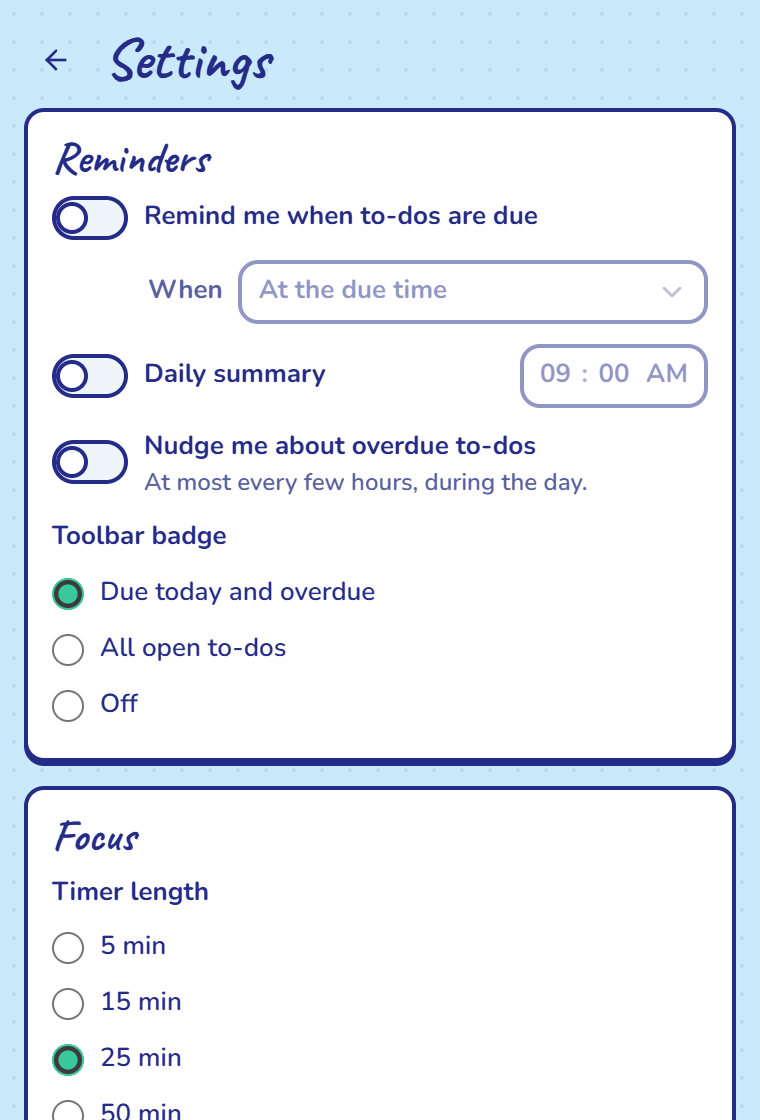 Settings
Reminders
Remind me when to-dos are due
When At the due time
Daily summary 09 : 00 AM
Nudge me about overdue to-dos
At most every few hours, during the day.
Toolbar badge
Due today and overdue
All open to-dos
Off
Focus
Timer length
5 min
15 min
25 min
50 min